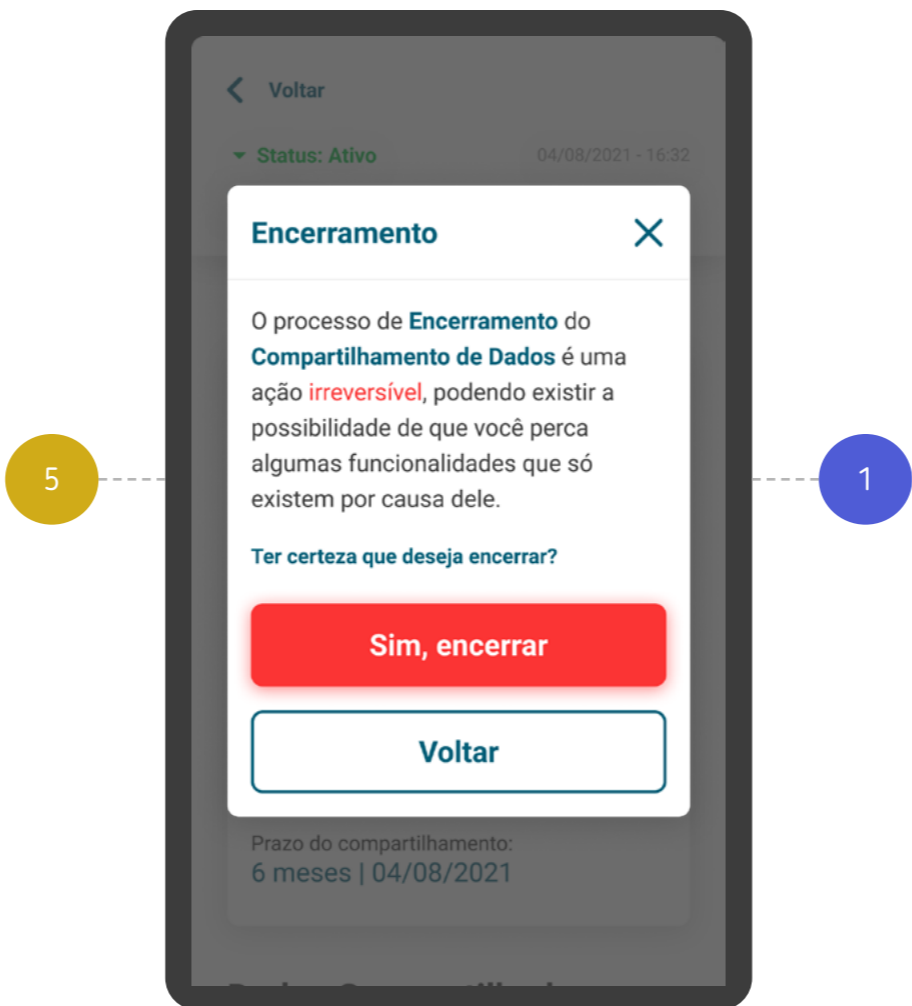 Voltar
Status: Ativo
04/08/2021 - 16:32
Encerramento
O processo de Encerramento do
Compartilhamento de Dados é uma
ação irreversível, podendo existir a
possibilidade de que você perca
algumas funcionalidades que só
existem por causa dele.
Ter certeza que deseja encerrar?
5
1
Sim, encerrar
Voltar
Prazo do compartilhamento:
6 meses | 04/08/2021